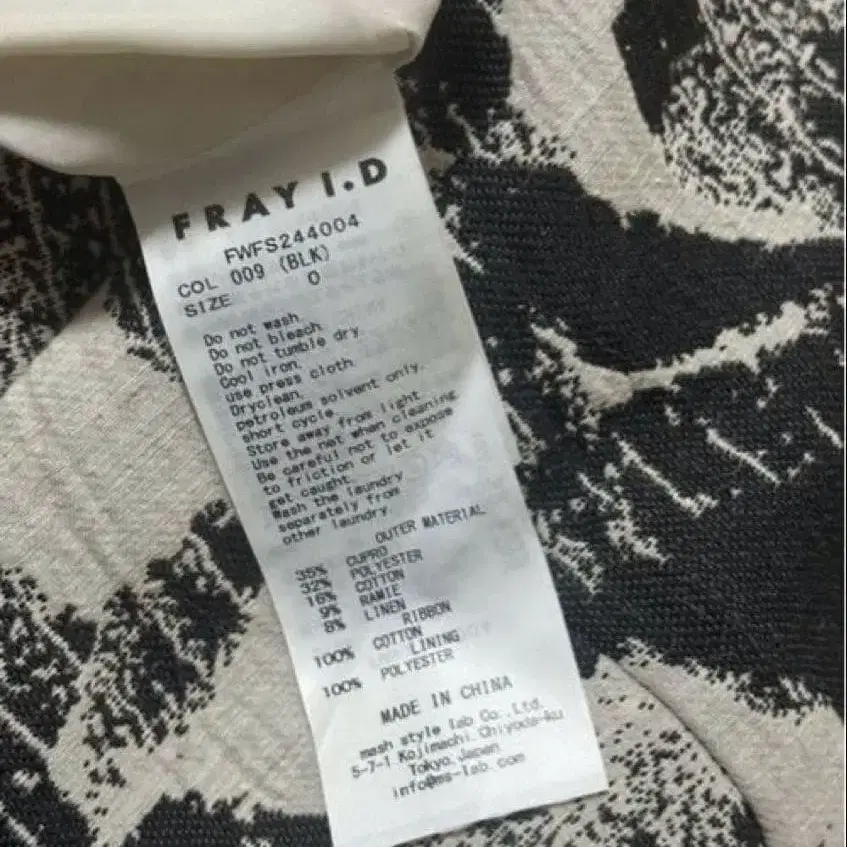 FRAY I.D
FWFS244004
COL 009 (BLK)
SIZE 0
Do not wash.
Do not bleach.
Do not tumble dry.
Cool iron.
use press cloth.
Dryclean.
petroleum solvent only.
short cycle.
Store away from light.
Use the net when cleaning
Be careful not to expose
to friction or let it
get caught.
Wash the laundry
separately from
other laundry.
OUTER MATERIAL
35% CUPRO
32% POLYESTER
16% COTTON
9% RAMIE
8% LINEN
RIBBON
100% COTTON
LINING
100% POLYESTER
MADE IN CHINA
mash style lab Co.,Ltd.
5-7-1 Kojimachi Chiyoda-ku
Tokyo,Japan
info@ms-lab.com